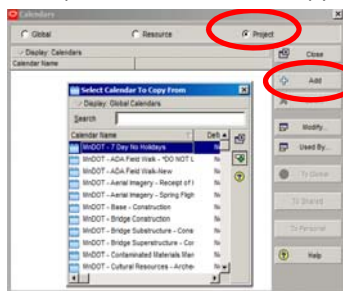 Calendars
Global
Resource
Project
Display: Calendars
Calendar Name
Close
Add
Modify...
Used By...
To Global
To Shared
To Personal
Help
Select Calendar To Copy From
Display: Global Calendars
Search
Calendar Name
MnDOT - 7 Day No Holidays
MnDOT - ADA Field Walk - *DO NOT L
MnDOT - ADA Field Walk-New
MnDOT - Aerial Imagery - Receipt of I
MnDOT - Aerial Imagery - Spring Fligh
MnDOT - Base - Construction
MnDOT - Bridge Construction
MnDOT - Bridge Substructure - Cons
MnDOT - Bridge Superstructure - Cor
MnDOT - Contaminated Materials Man
MnDOT - Cultural Resources - Arche